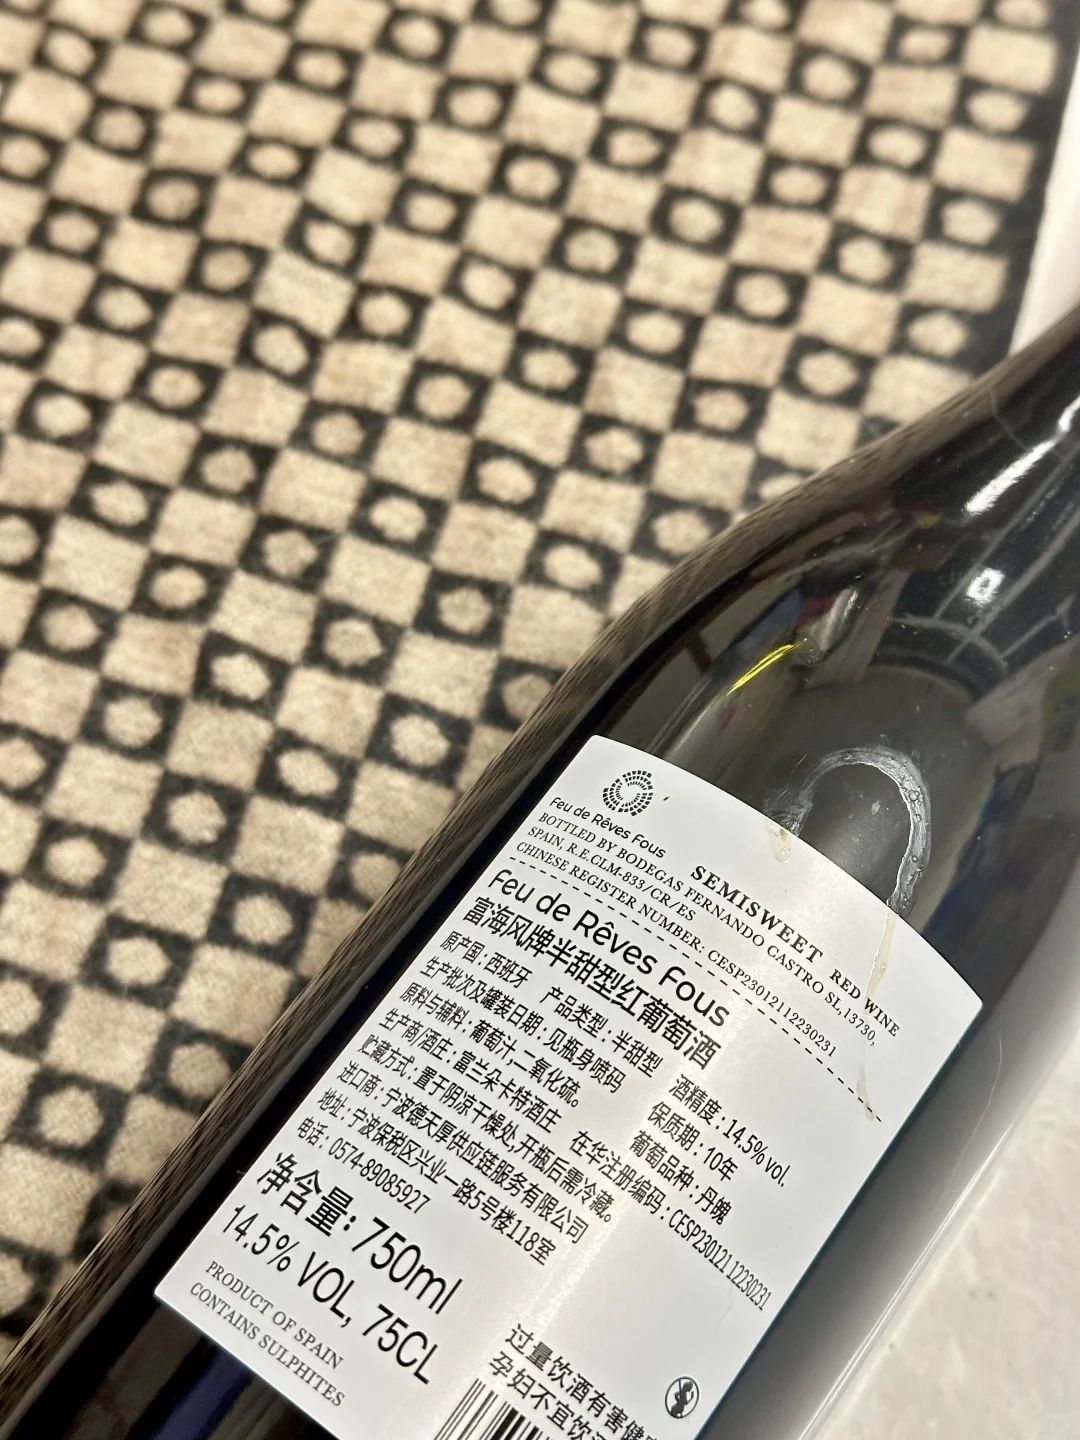 Feu de Rêves Fous
SEMISWEET RED WINE
BOTTLED BY BODEGAS FERNANDO CASTRO SL,13730,
SPAIN, R.E.CLM-833/CR/ES
CHINESE REGISTER NUMBER: CESP23012112230231
Feu de Rêves Fous
富海风牌半甜型红葡萄酒
原产国:西班牙 产品类型:半甜型 酒精度:14.5% vol.
生产批次及罐装日期:见瓶身喷码 保质期:10年
原料与辅料:葡萄汁,二氧化硫。 葡萄品种:丹魄
生产商/酒庄:富兰朵卡特酒庄 在华注册编码:CESP23012112230231
贮藏方式:置于阴凉干燥处,开瓶后需冷藏。
进口商:宁波德天厚供应链服务有限公司
地址:宁波保税区兴业一路5号楼118室
电话:0574-89085927
净含量:750ml
14.5% VOL, 75CL
PRODUCT OF SPAIN
CONTAINS SULPHITES
过量饮酒有害健
孕妇不宜饮